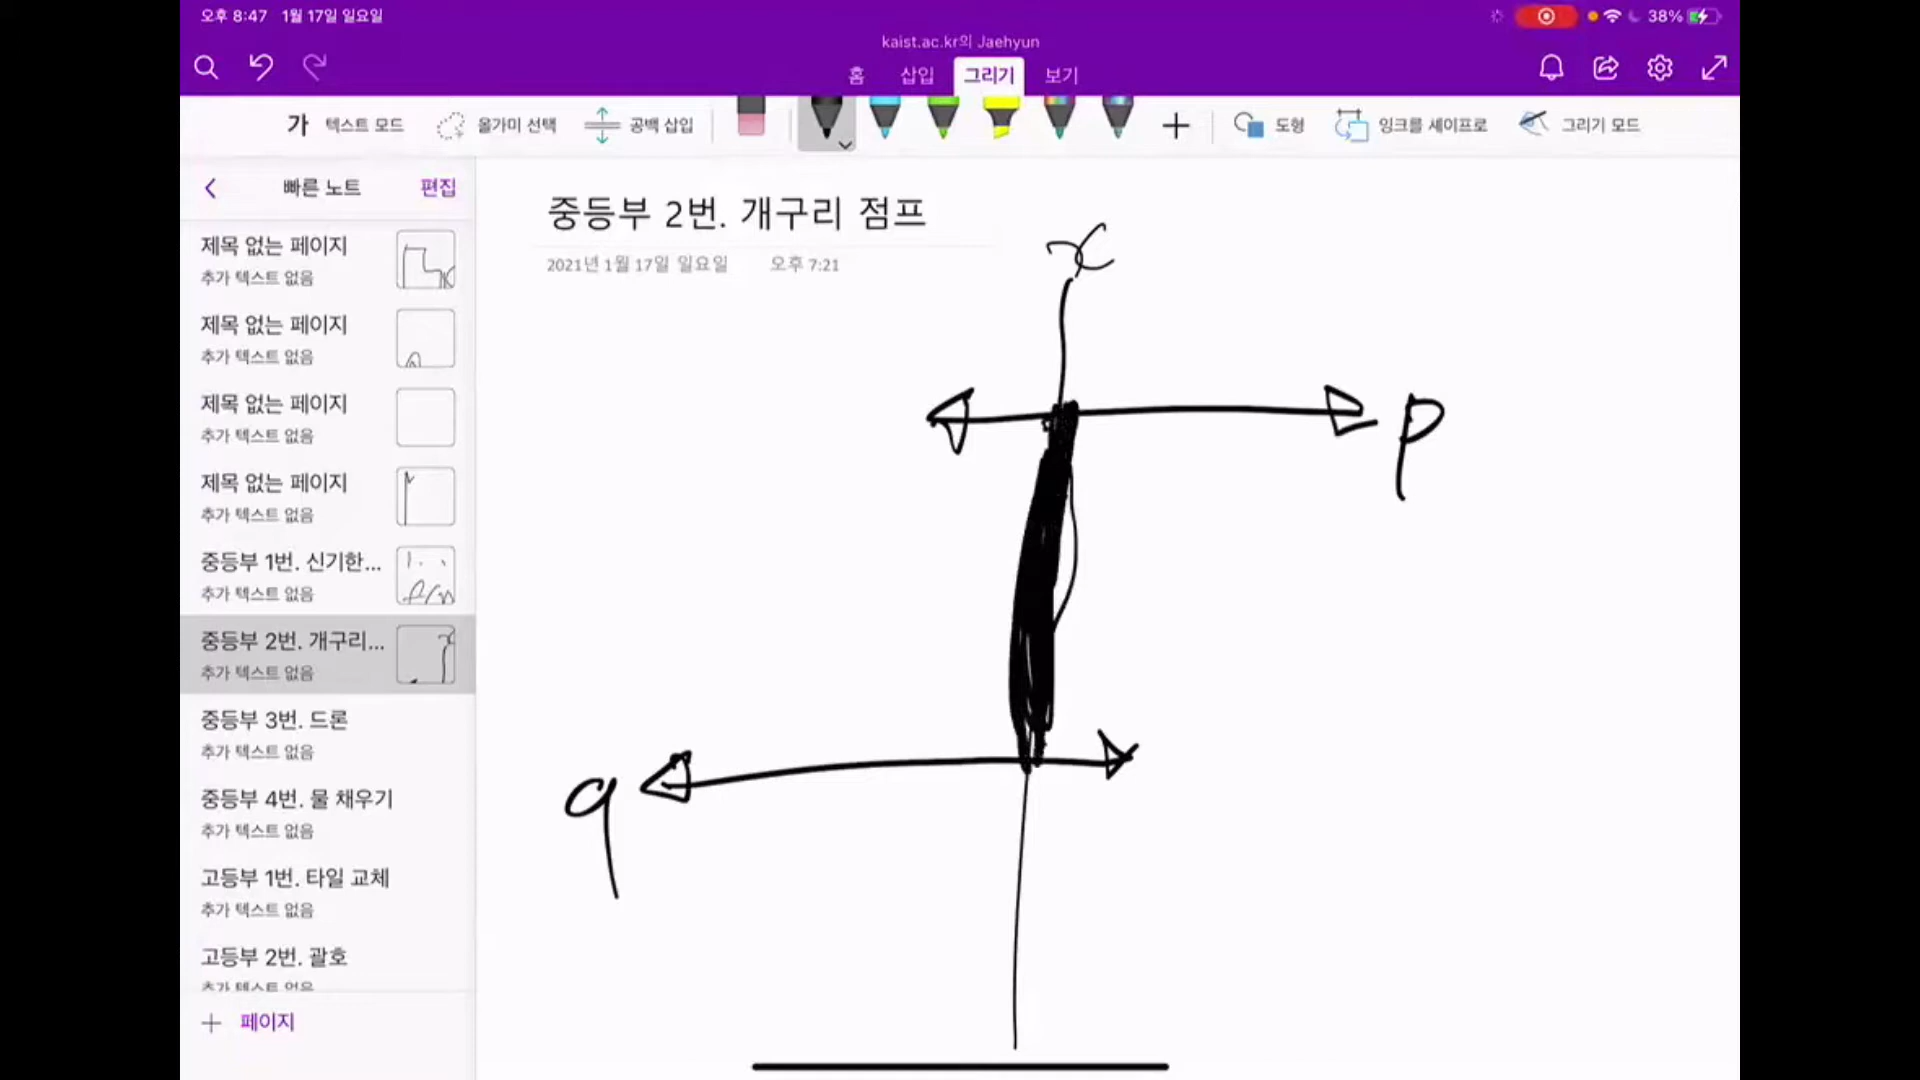 오후 8:47 1월 17일 일요일
38%
kaist.ac.kr의 Jaehyun
홈 삽입 그리기 보기
가 텍스트 모드 올가미 선택 공백 삽입 도형 잉크를 셰이프로 그리기 모드
빠른 노트 편집
제목 없는 페이지
추가 텍스트 없음
제목 없는 페이지
추가 텍스트 없음
제목 없는 페이지
추가 텍스트 없음
제목 없는 페이지
추가 텍스트 없음
중등부 1번. 신기한...
추가 텍스트 없음
중등부 2번. 개구리...
추가 텍스트 없음
중등부 3번. 드론
추가 텍스트 없음
중등부 4번. 물 채우기
추가 텍스트 없음
고등부 1번. 타일 교체
추가 텍스트 없음
고등부 2번. 괄호
추가 텍스트 없음
페이지
중등부 2번. 개구리 점프
2021년 1월 17일 일요일 오후 7:21
x
p
q